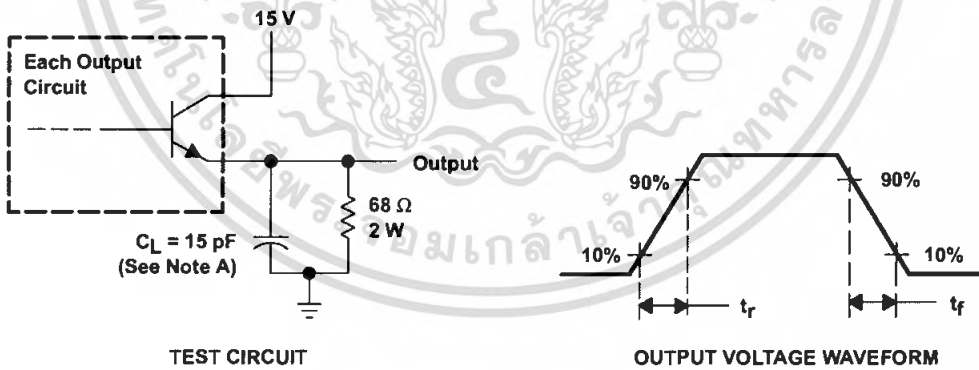 15 V
Each Output
Circuit
Output
68 Ω
2 W
C_L = 15 pF
(See Note A)
90%
90%
10%
10%
t_r
t_f
TEST CIRCUIT
OUTPUT VOLTAGE WAVEFORM